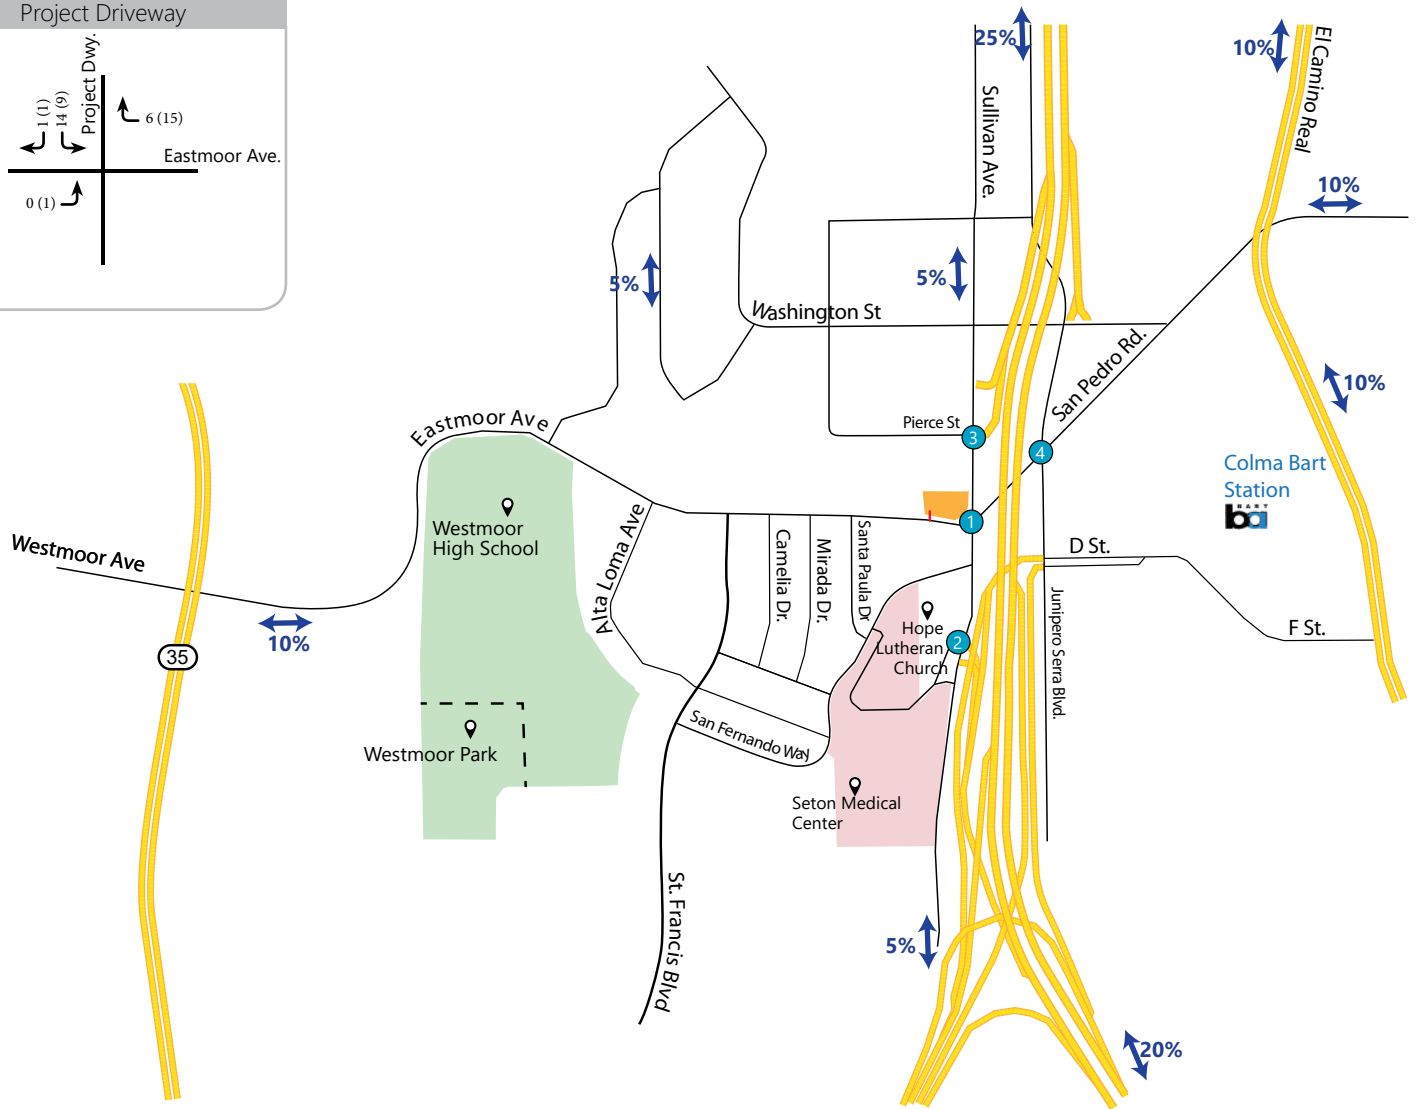 Project Driveway
Project Dwy.
1 (1)
14 (9)
6 (15)
Eastmoor Ave.
0 (1)
25%
Sullivan Ave.
10%
El Camino Real
10%
5%
5%
Washington St
San Pedro Rd.
10%
Eastmoor Ave
Pierce St
3
4
Colma Bart
Station
BART
ba
Westmoor
High School
Alta Loma Ave
Camelia Dr.
Mirada Dr.
Santa Paula Dr
1
D St.
Westmoor Ave
10%
35
Hope
Lutheran
Church
2
Junipero Serra Blvd.
F St.
Westmoor Park
San Fernando Way
Seton Medical
Center
St. Francis Blvd
5%
20%